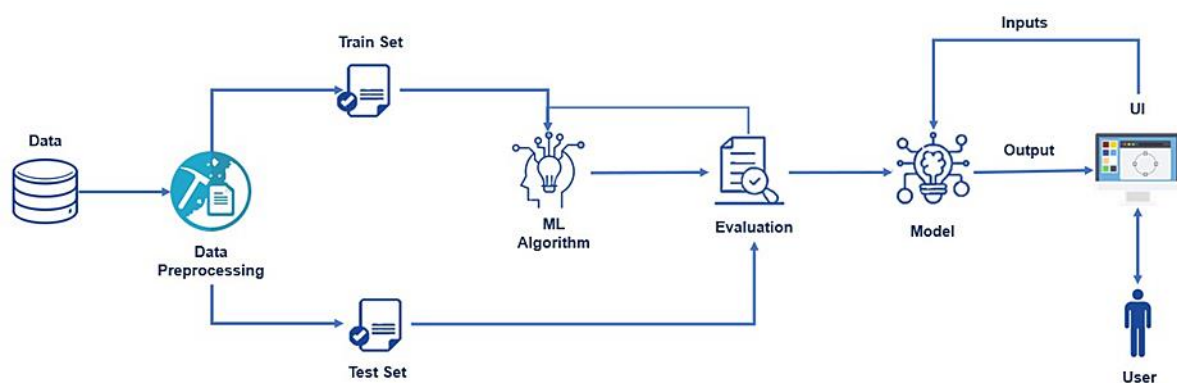 Train Set
Inputs
Data
UI
Output
ML
Algorithm
Evaluation
Model
Data
Preprocessing
Test Set
User